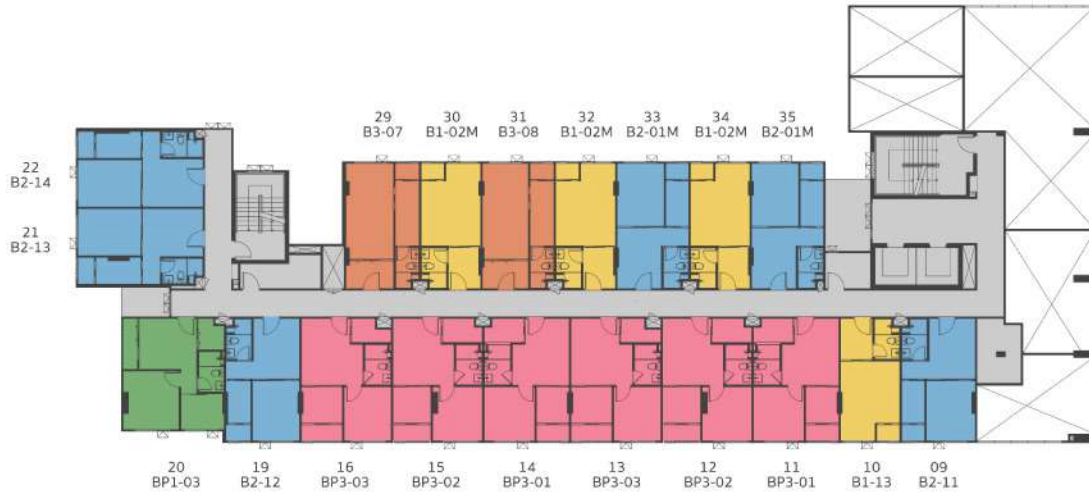 29
B3-07
30
B1-02M
31
B3-08
32
B1-02M
33
B2-01M
34
B1-02M
35
B2-01M
22
B2-14
21
B2-13
20
BP1-03
19
B2-12
16
BP3-03
15
BP3-02
14
BP3-01
13
BP3-03
12
BP3-02
11
BP3-01
10
B1-13
09
B2-11